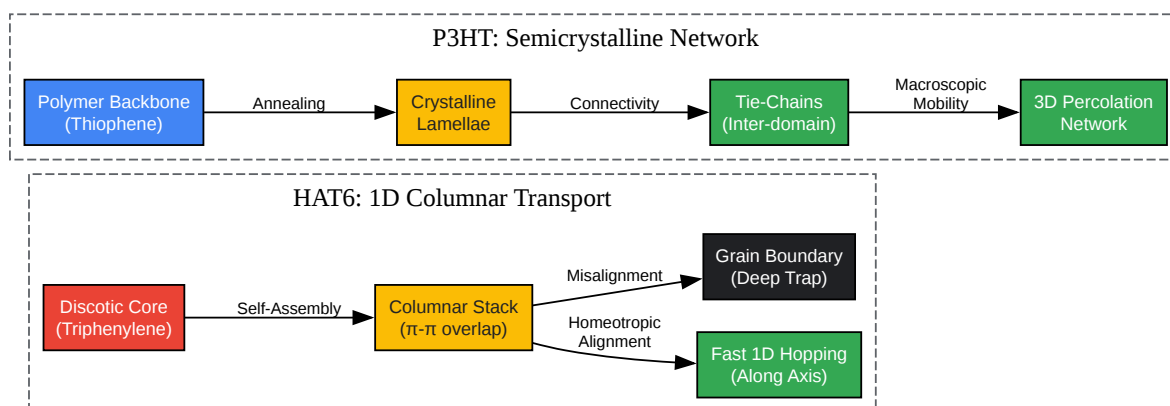 P3HT: Semicrystalline Network
Polymer Backbone
(Thiophene)
Annealing
Crystalline
Lamellae
Connectivity
Tie-Chains
(Inter-domain)
Macroscopic
Mobility
3D Percolation
Network
HAT6: 1D Columnar Transport
Discotic Core
(Triphenylene)
Self-Assembly
Columnar Stack
(π-π overlap)
Misalignment
Grain Boundary
(Deep Trap)
Homeotropic
Alignment
Fast 1D Hopping
(Along Axis)